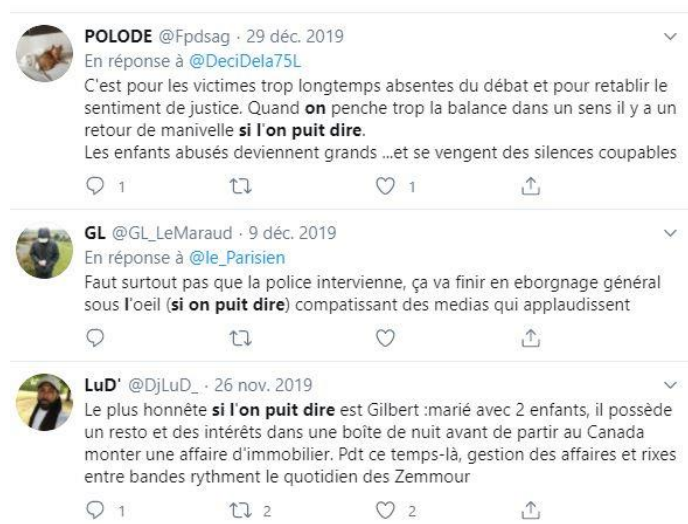 POLODE @Fpdsag · 29 déc. 2019
En réponse à @DeciDela75L
C'est pour les victimes trop longtemps absentes du débat et pour retablir le
sentiment de justice. Quand on penche trop la balance dans un sens il y a un
retour de manivelle si l'on puit dire.
Les enfants abusés deviennent grands ...et se vengent des silences coupables
1 1
GL @GL_LeMaraud · 9 déc. 2019
En réponse à @le_Parisien
Faut surtout pas que la police intervienne, ça va finir en eborgnage général
sous l'oeil (si on puit dire) compatissant des medias qui applaudissent
LuD' @DjLuD_ · 26 nov. 2019
Le plus honnête si l'on puit dire est Gilbert :marié avec 2 enfants, il possède
un resto et des intérêts dans une boîte de nuit avant de partir au Canada
monter une affaire d'immobilier. Pdt ce temps-là, gestion des affaires et rixes
entre bandes rythment le quotidien des Zemmour
1 2 2